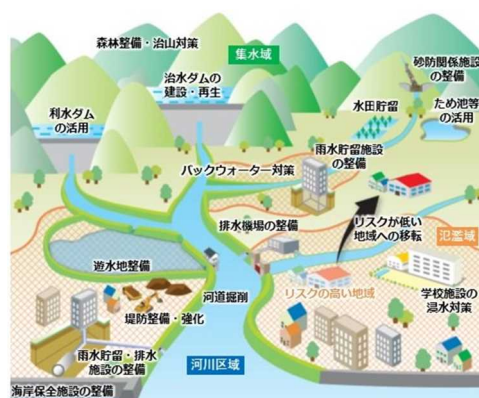 森林整備・治山対策
集水域
砂防関係施設
の整備
治水ダムの
建設・再生
利水ダム
の活用
水田貯留
ため池等
の活用
雨水貯留施設
の整備
バックウォーター対策
排水機場の整備
リスクが低い
地域への移転
氾濫域
遊水地整備
河道掘削
リスクの高い地域
学校施設の
浸水対策
堤防整備・強化
雨水貯留・排水
施設の整備
河川区域
海岸保全施設の整備